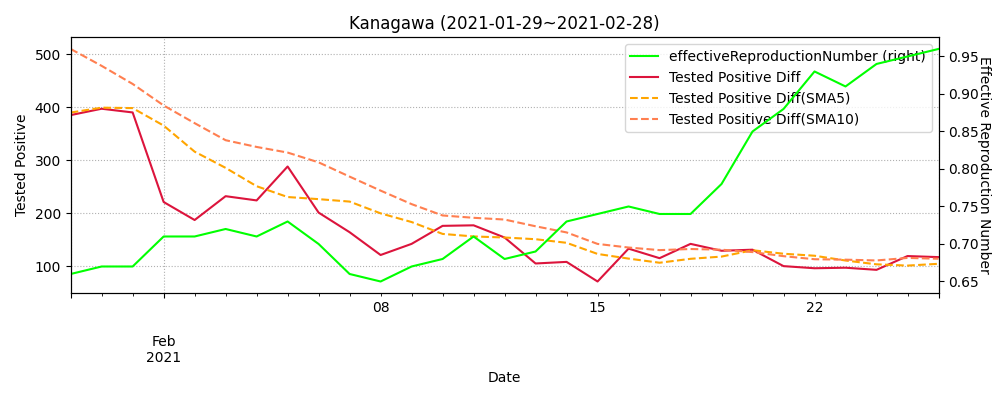 Kanagawa (2021-01-29~2021-02-28)
effectiveReproductionNumber (right)
Tested Positive Diff
Tested Positive Diff(SMA5)
Tested Positive Diff(SMA10)
Tested Positive
500
400
300
200
100
0.95
0.90
0.85
0.80
0.75
0.70
0.65
Effective Reproduction Number
08
15
22
Feb
2021
Date